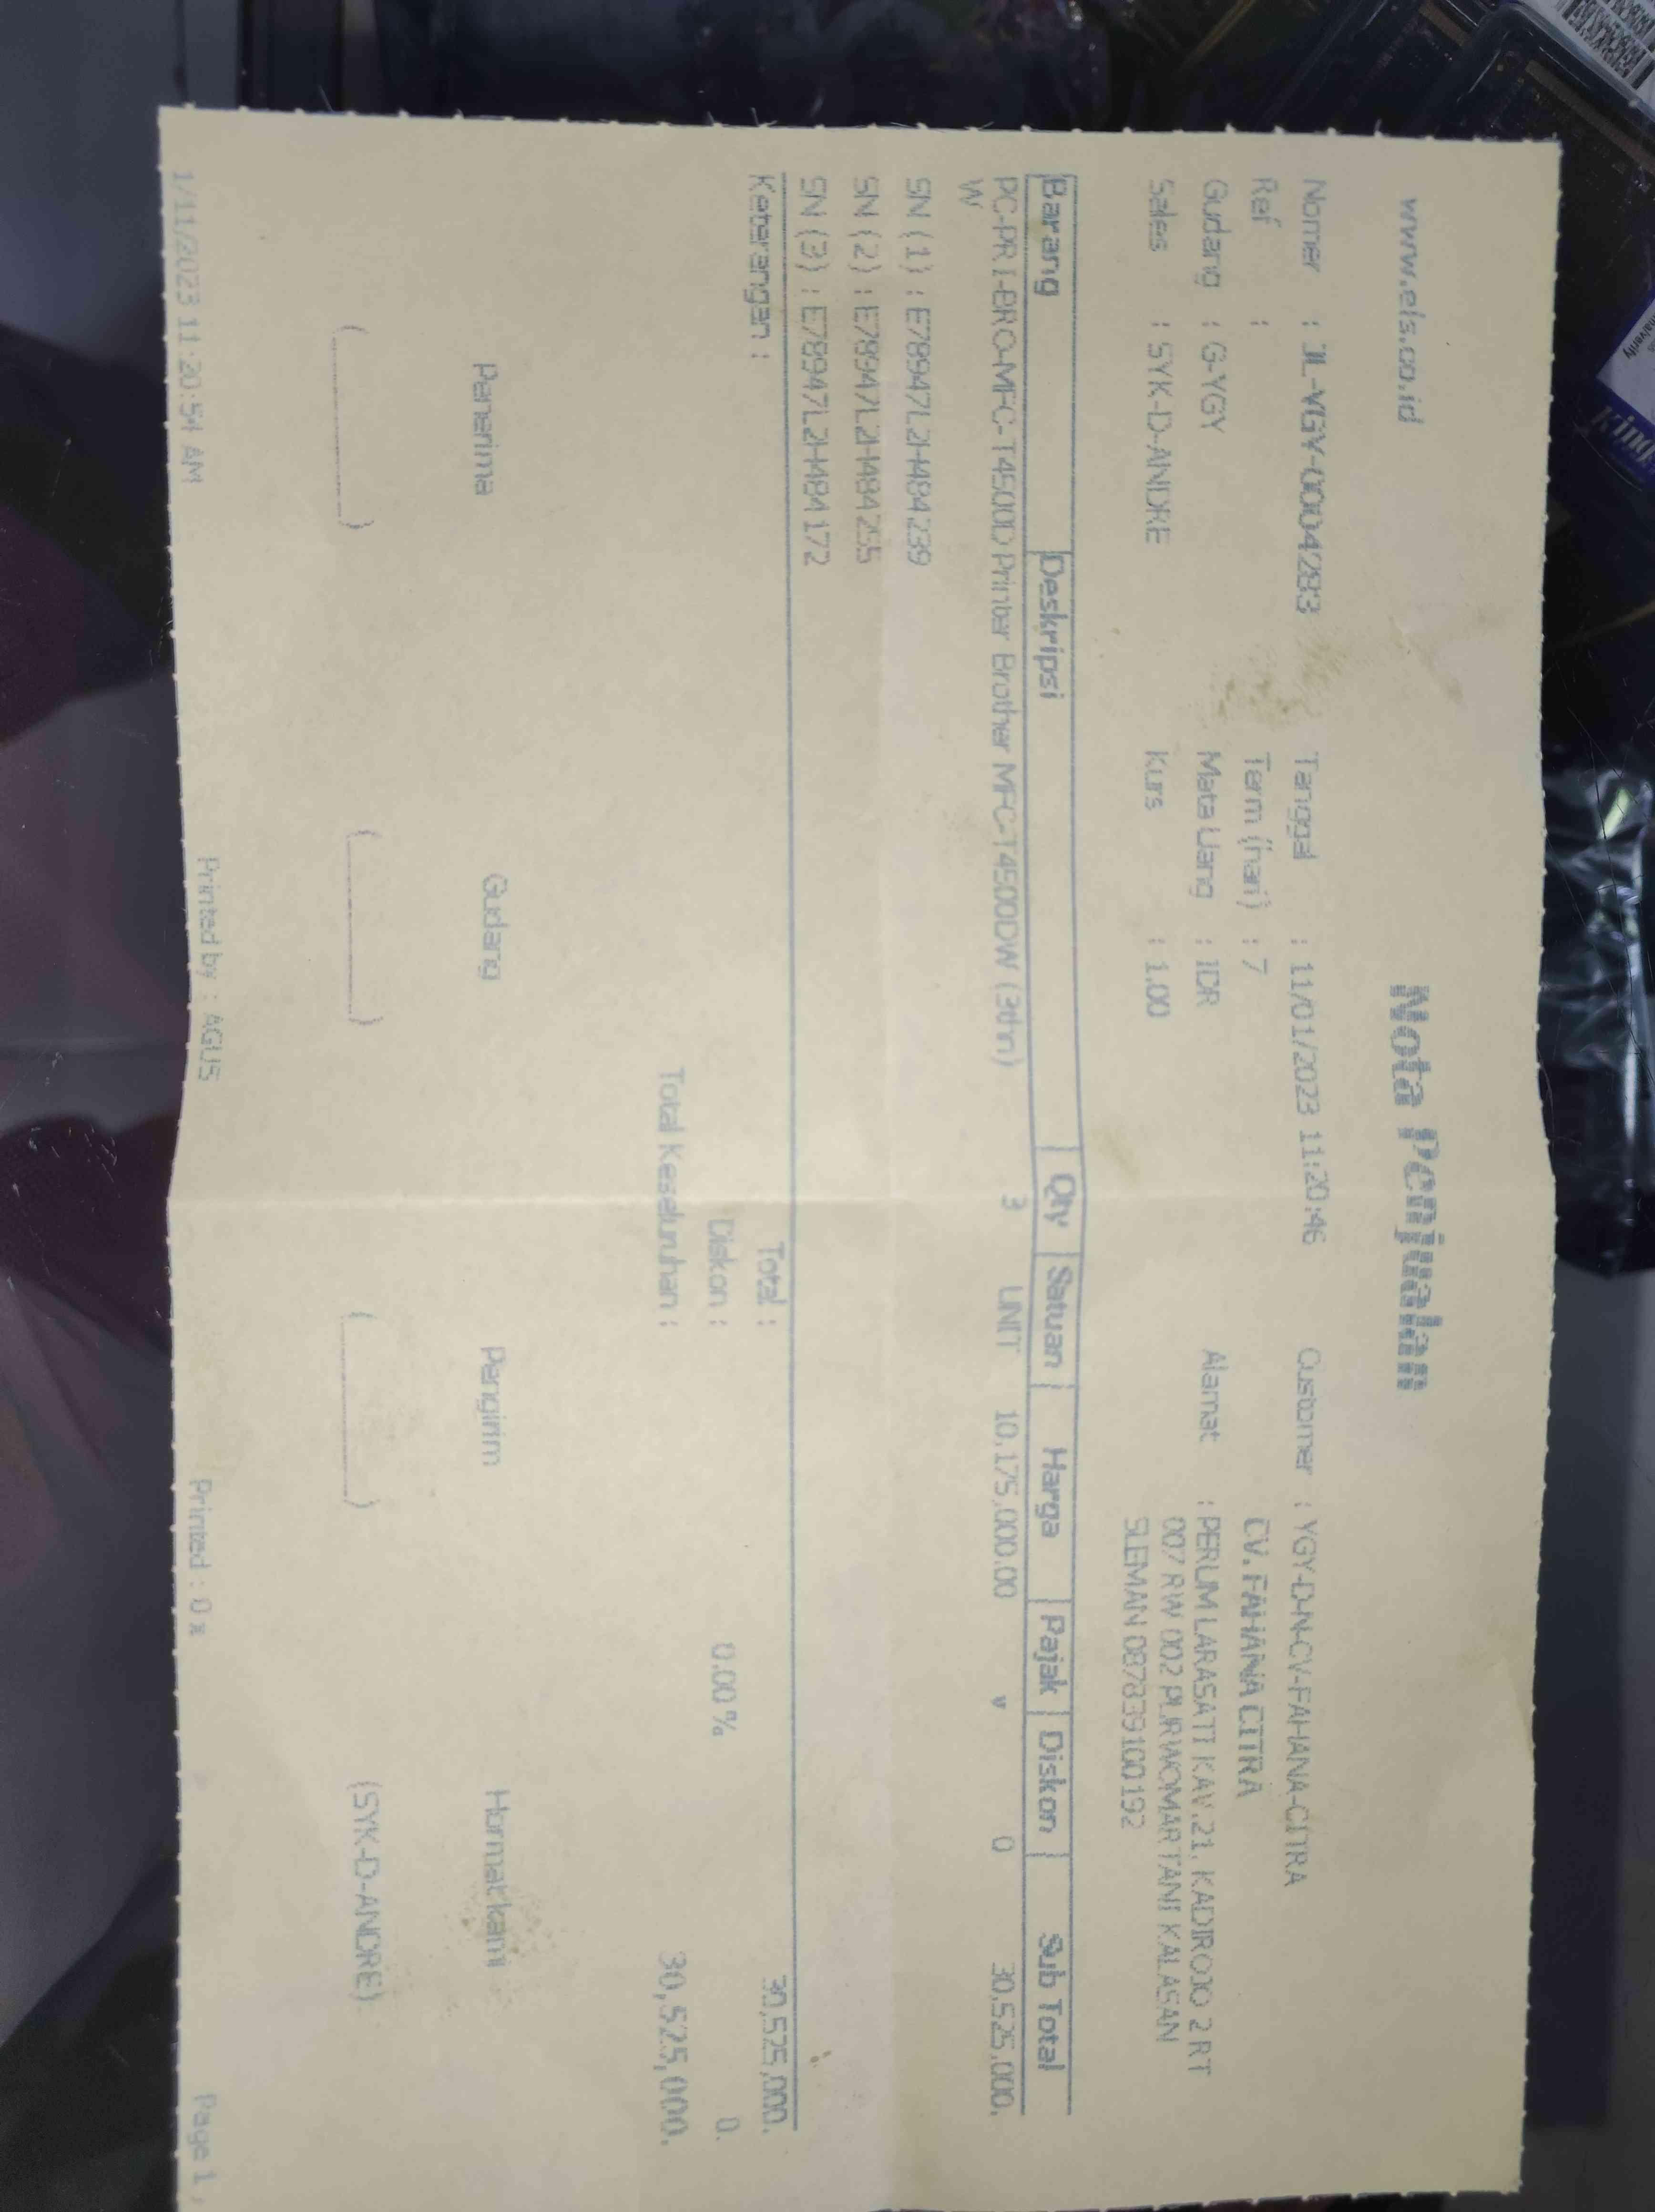 www.els.co.id
Nota Penjualan
Nomer : JL-YGY-0004283 Tanggal : 11/01/2023 11:20:46 Customer : YGY-D-N-CV-FAHANA-CITRA
Ref : Term (hari) : 7 CV. FAHANA CITRA
Gudang : G-YGY Mata Uang : IDR Alamat : PERUM LARASATI KAV.21, KADIROJO 2 RT
Sales : SYK-D-ANDRE Kurs : 1.00 007 RW 002 PURWOMARTANI KALASAN
SLEMAN 087839100192
Barang Deskripsi Qty Satuan Harga Pajak Diskon Sub Total
PC-PRI-BRO-MFC-T4500D Printer Brother MFC-T4500DW (3thn) 3 UNIT 10,175,000.00 v 0 30,525,000.
W
SN (1) : E78947L2H484239
SN (2) : E78947L2H484255
SN (3) : E78947L2H484172
Keterangan : Total : 30,525,000.
Diskon : 0.00 % 0.
Total Keseluruhan : 30,525,000.
Penerima Gudang Pengirim Hormat kami
(__________) (__________) (__________) (SYK-D-ANDRE)
1/11/2023 11:20:54 AM Printed by : AGUS Printed : 0 x Page 1
King